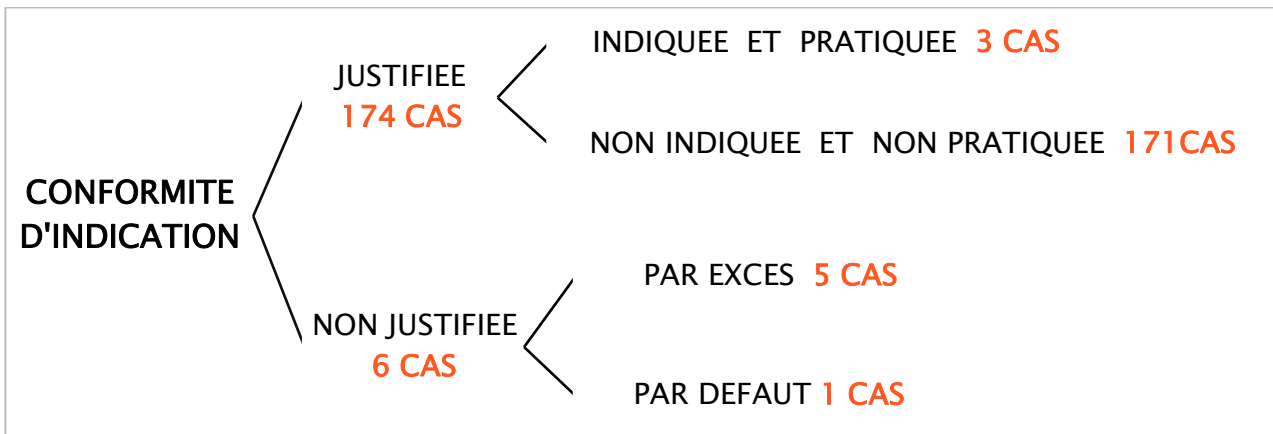 INDIQUEE ET PRATIQUEE 3 CAS
JUSTIFIEE
174 CAS
NON INDIQUEE ET NON PRATIQUEE 171CAS
CONFORMITE
D'INDICATION
PAR EXCES 5 CAS
NON JUSTIFIEE
6 CAS
PAR DEFAUT 1 CAS